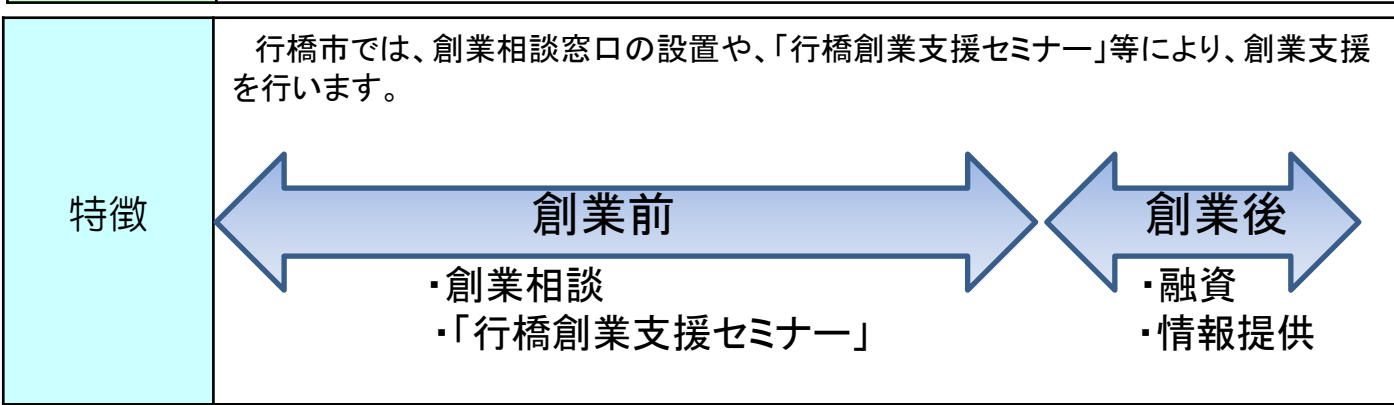 行橋市では、創業相談窓口の設置や、「行橋創業支援セミナー」等により、創業支援
を行います。
特徴
創業前
創業後
・創業相談
・「行橋創業支援セミナー」
・融資
・情報提供